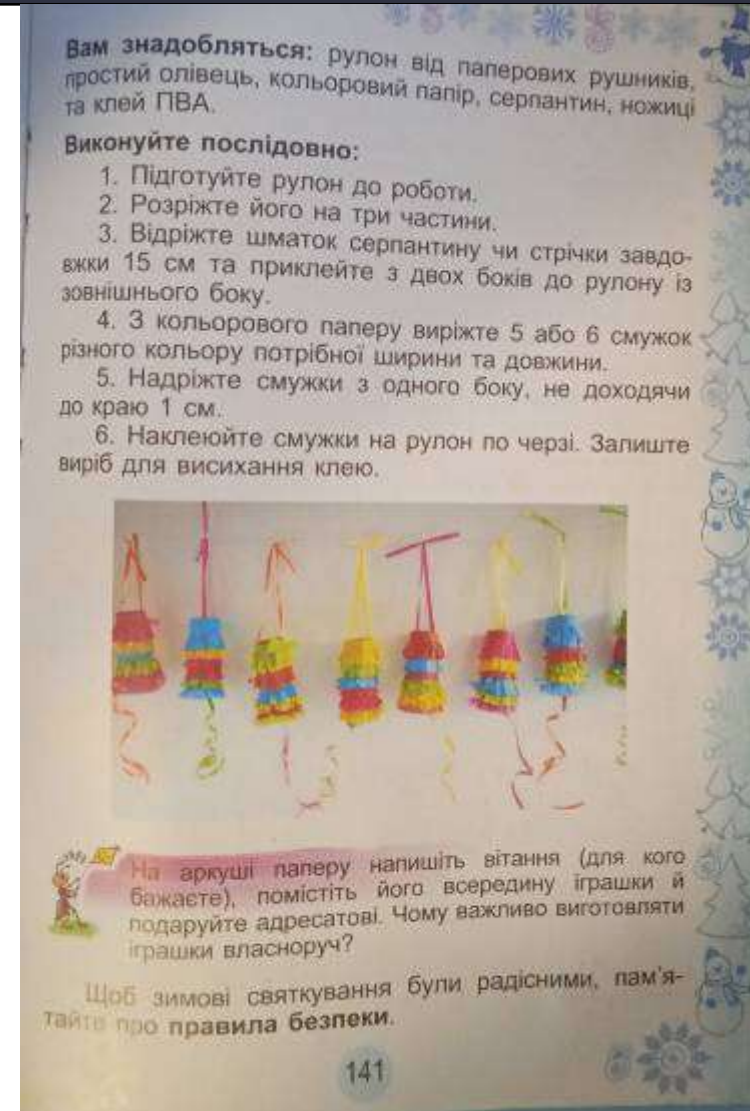 Вам знадобляться: рулон від паперових рушників,
простий олівець, кольоровий папір, серпантин, ножиці
та клей ПВА.
Виконуйте послідовно:
1. Підготуйте рулон до роботи.
2. Розріжте його на три частини.
3. Відріжте шматок серпантину чи стрічки завдо-
вжки 15 см та приклейте з двох боків до рулону із
зовнішнього боку.
4. З кольорового паперу виріжте 5 або 6 смужок
різного кольору потрібної ширини та довжини.
5. Надріжте смужки з одного боку, не доходячи
до краю 1 см.
6. Наклеюйте смужки на рулон по черзі. Залиште
виріб для висихання клею.
На аркуші паперу напишіть вітання (для кого
бажаєте), помістіть його всередину іграшки й
подаруйте адресатові. Чому важливо виготовляти
іграшки власноруч?
Щоб зимові святкування були радісними, пам'я-
тайте про правила безпеки.
141